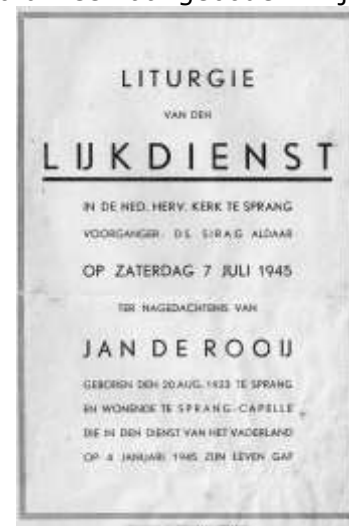 LITURGIE
VAN DEN
LIJKDIENST
IN DE NED. HERV. KERK TE SPRANG
VOORGANGER: DS. SIRAG ALDAAR
OP ZATERDAG 7 JULI 1945
TER NAGEDACHTENIS VAN
JAN DE ROOIJ
GEBOREN DEN 20 AUG. 1923 TE SPRANG
EN WONENDE TE SPRANG-CAPELLE
DIE IN DEN DIENST VAN HET VADERLAND
OP 4 JANUARI 1945 ZIJN LEVEN GAF